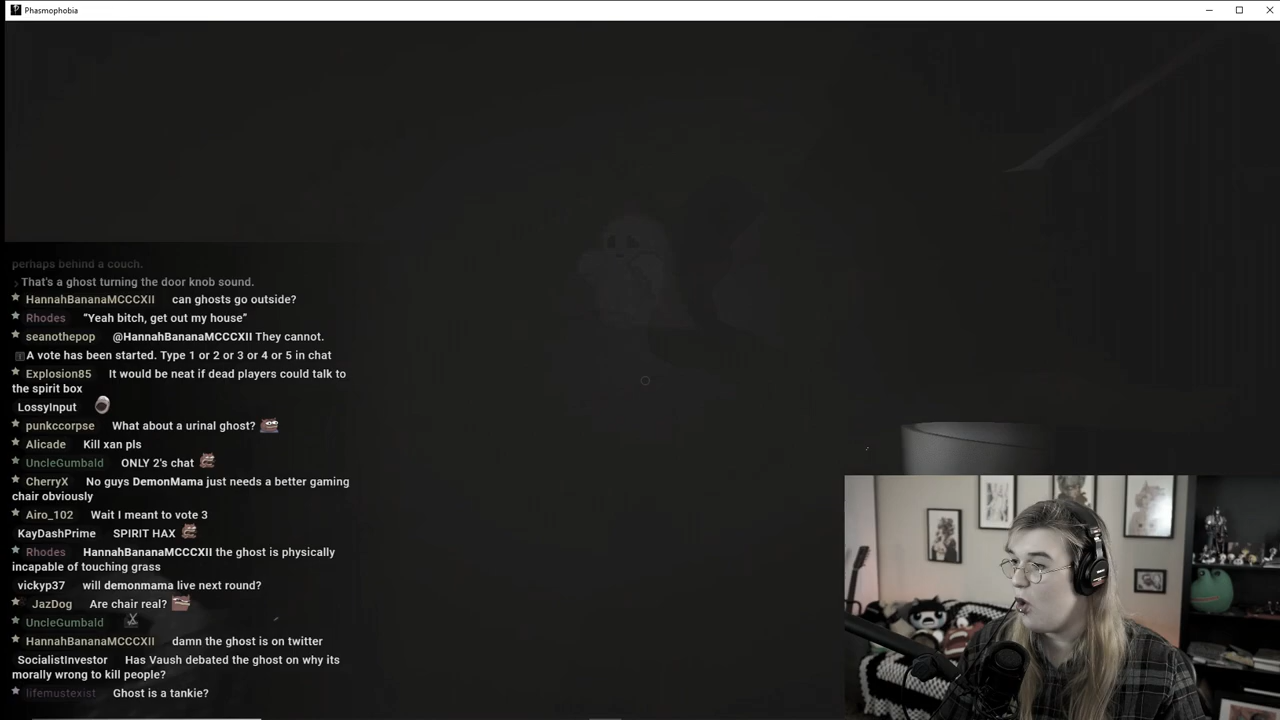 Phasmophobia
perhaps behind a couch.
That's a ghost turning the door knob sound.
HannahBananaMCCCXII can ghosts go outside?
Rhodes “Yeah bitch, get out my house”
seanothepop @HannahBananaMCCCXII They cannot.
A vote has been started. Type 1 or 2 or 3 or 4 or 5 in chat
Explosion85 It would be neat if dead players could talk to
the spirit box
LossyInput
punkccorpse What about a urinal ghost?
Alicade Kill xan pls
UncleGumbald ONLY 2's chat
CherryX No guys DemonMama just needs a better gaming
chair obviously
Airo_102 Wait I meant to vote 3
KayDashPrime SPIRIT HAX
Rhodes HannahBananaMCCCXII the ghost is physically
incapable of touching grass
vickyp37 will demonmama live next round?
JazDog Are chair real?
UncleGumbald
HannahBananaMCCCXII damn the ghost is on twitter
SocialistInvestor Has Vaush debated the ghost on why its
morally wrong to kill people?
lifemustexist Ghost is a tankie?